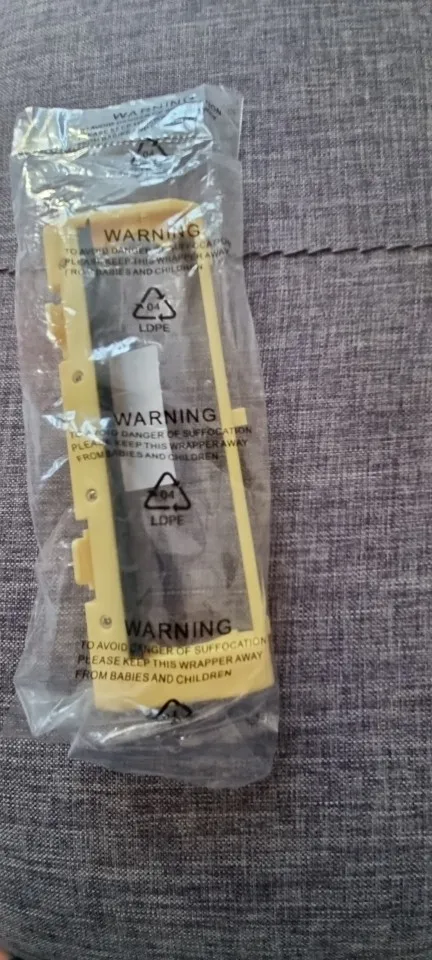 WARNING
04
WARNING
TO AVOID DANGER OF SUFFOCATION
PLEASE KEEP THIS WRAPPER AWAY
FROM BABIES AND CHILDREN
04
LDPE
WARNING
TO AVOID DANGER OF SUFFOCATION
PLEASE KEEP THIS WRAPPER AWAY
FROM BABIES AND CHILDREN
04
LDPE
WARNING
TO AVOID DANGER OF SUFFOCATION
PLEASE KEEP THIS WRAPPER AWAY
FROM BABIES AND CHILDREN